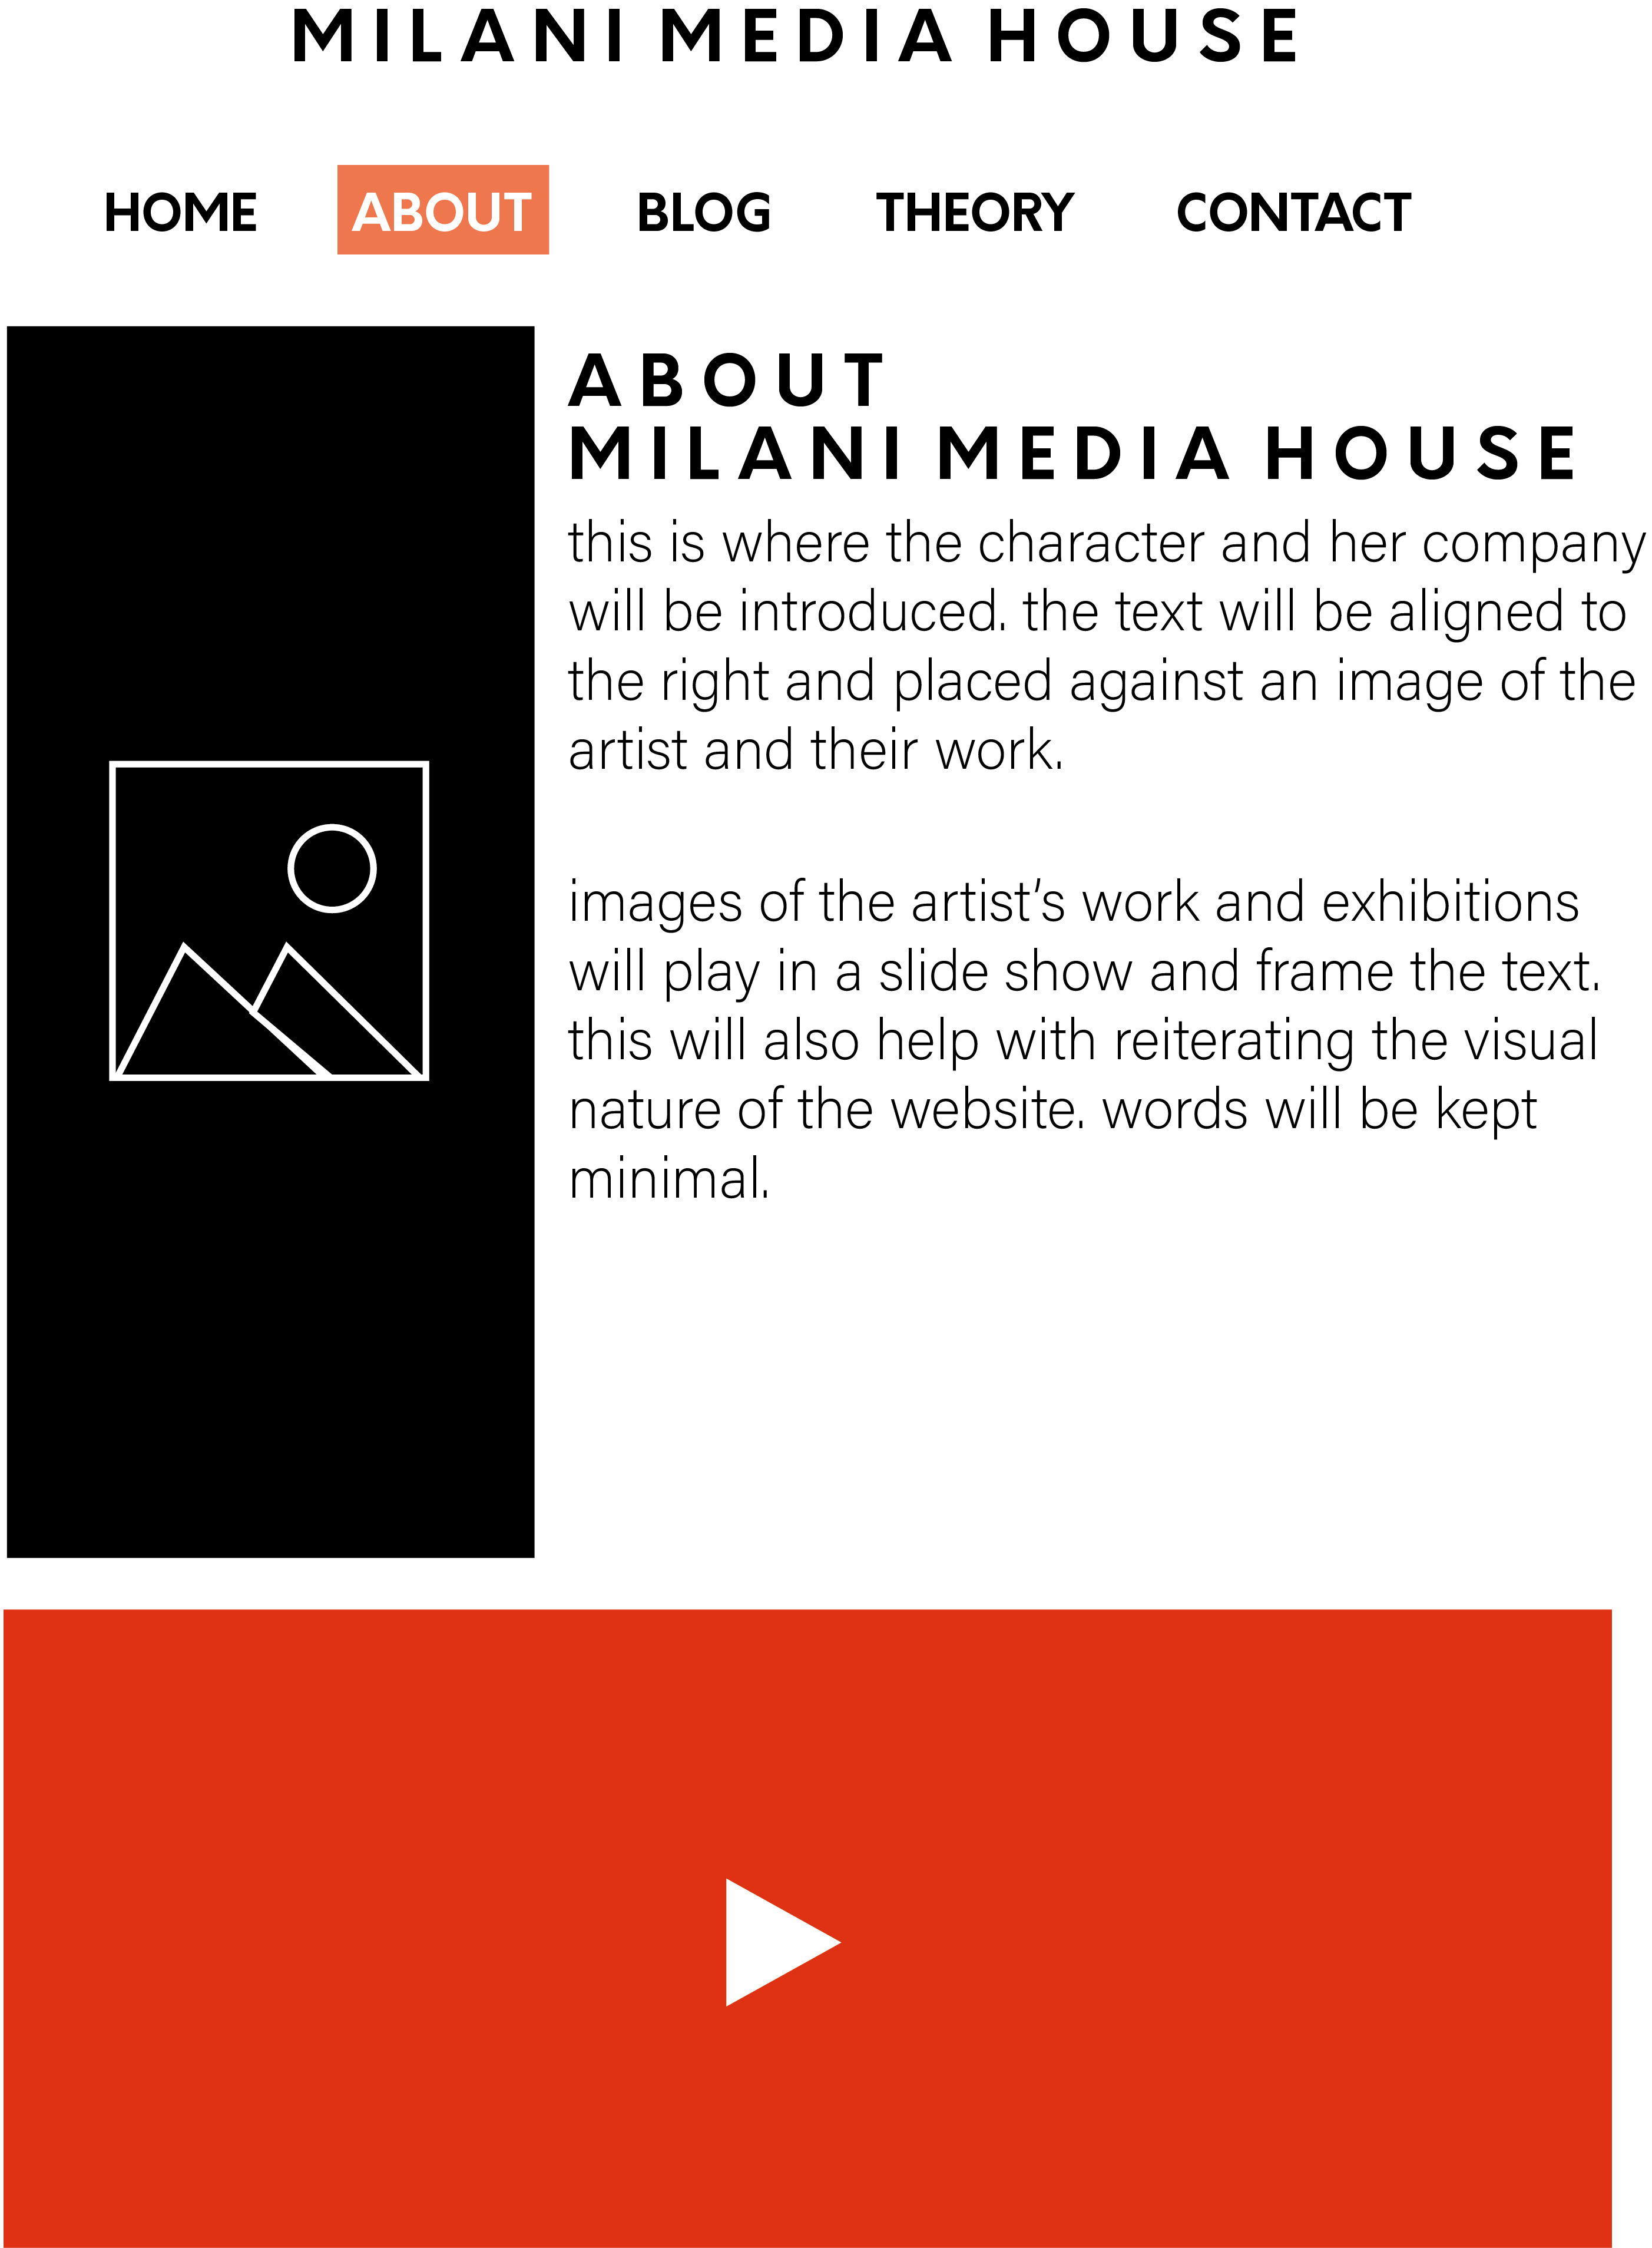 MILANI MEDIA HOUSE
HOME ABOUT BLOG THEORY CONTACT
ABOUT
MILANI MEDIA HOUSE
this is where the character and her company
will be introduced. the text will be aligned to
the right and placed against an image of the
artist and their work.
images of the artist’s work and exhibitions
will play in a slide show and frame the text.
this will also help with reiterating the visual
nature of the website. words will be kept
minimal.